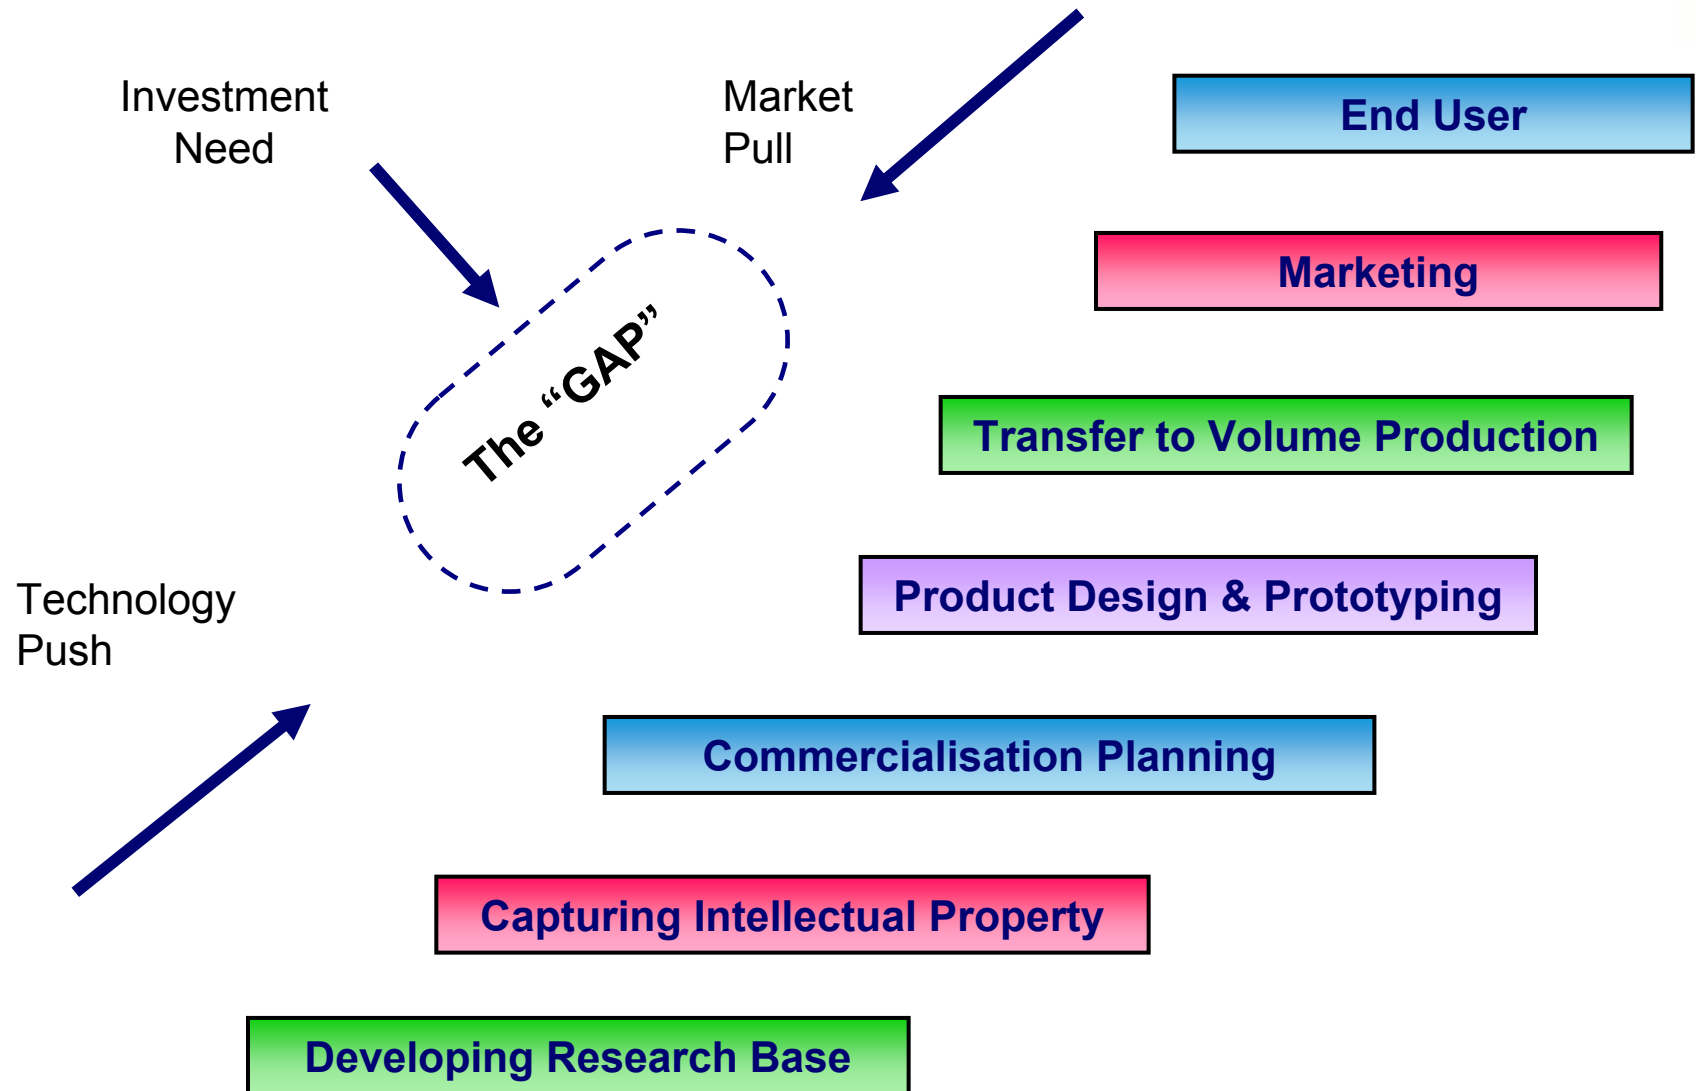 Investment
Need
Market
Pull
End User
Marketing
The “GAP”
Transfer to Volume Production
Technology
Push
Product Design & Prototyping
Commercialisation Planning
Capturing Intellectual Property
Developing Research Base